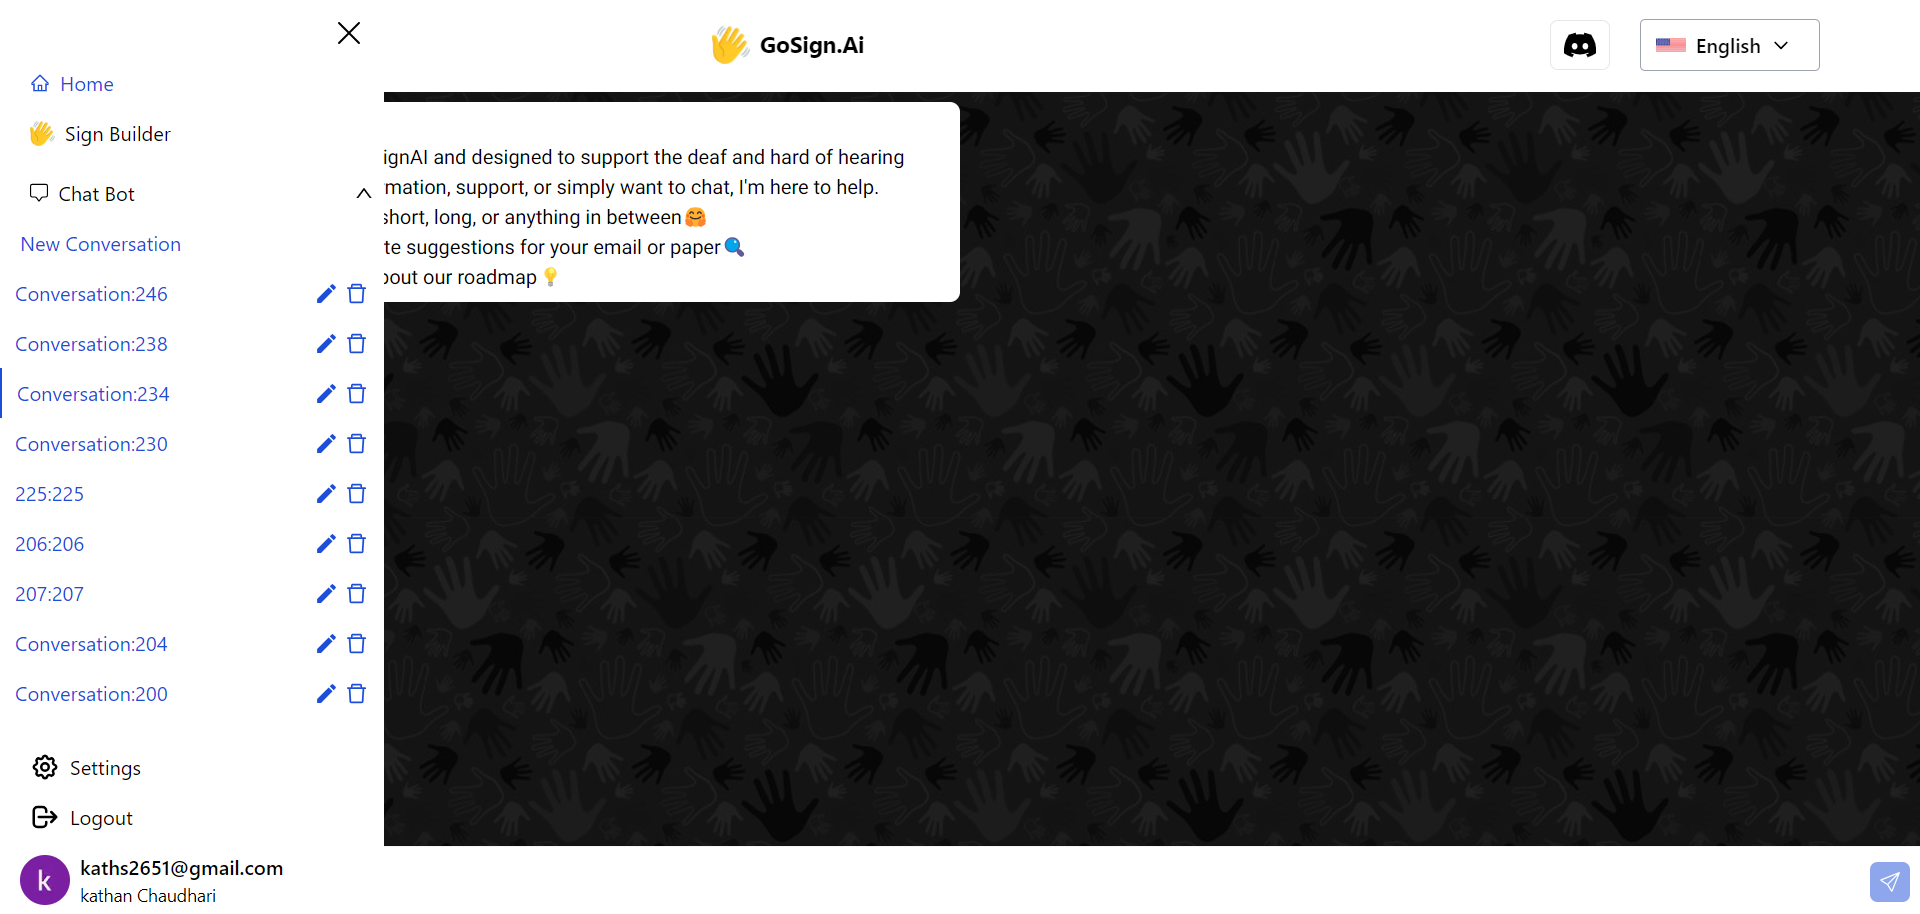 GoSign.Ai
English
Home
Sign Builder
Chat Bot
New Conversation
Conversation:246
Conversation:238
Conversation:234
Conversation:230
225:225
206:206
207:207
Conversation:204
Conversation:200
Settings
Logout
k
kaths2651@gmail.com
kathan Chaudhari
ignAI and designed to support the deaf and hard of hearing
mation, support, or simply want to chat, I'm here to help.
short, long, or anything in between🤗
te suggestions for your email or paper🔍
out our roadmap💡